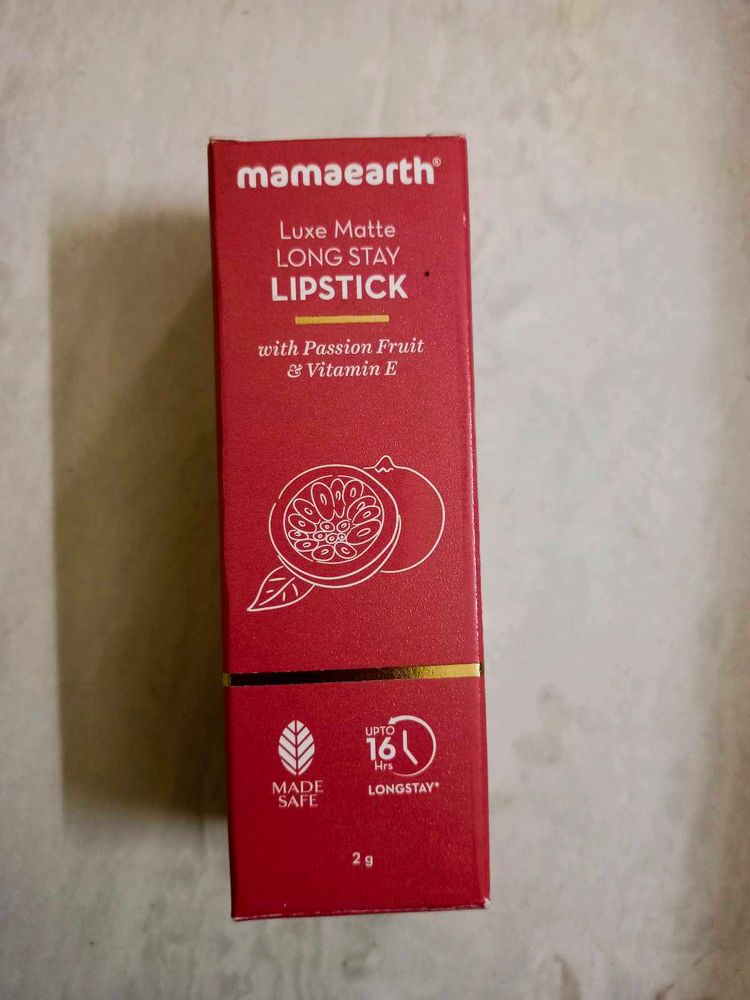 mamaearth®
Luxe Matte
LONG STAY
LIPSTICK
with Passion Fruit
& Vitamin E
MADE
SAFE
UPTO
16
Hrs
LONGSTAY*
2 g